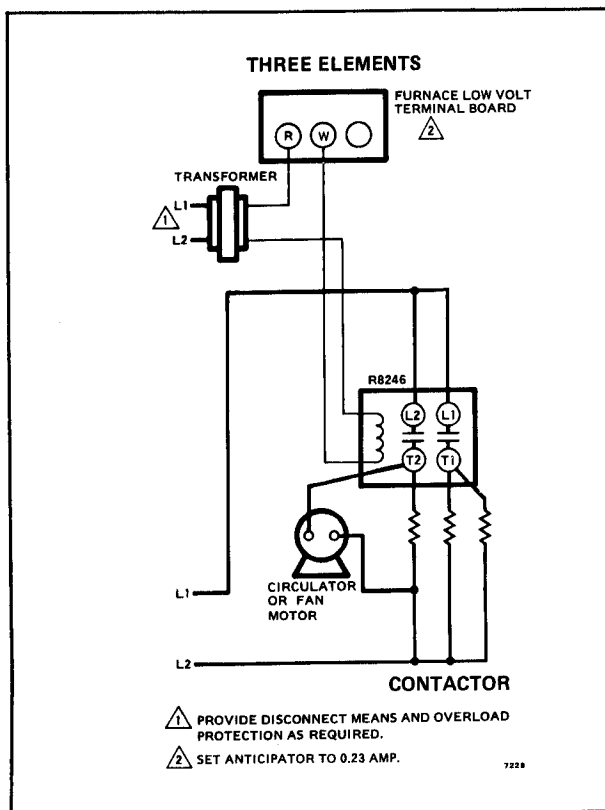 THREE ELEMENTS
FURNACE LOW VOLT
TERMINAL BOARD
2
R W
TRANSFORMER
L1
1
L2
R8246
L2 L1
T2 T1
CIRCULATOR
OR FAN
MOTOR
L1
L2
CONTACTOR
1 PROVIDE DISCONNECT MEANS AND OVERLOAD
PROTECTION AS REQUIRED.
2 SET ANTICIPATOR TO 0.23 AMP.
7228